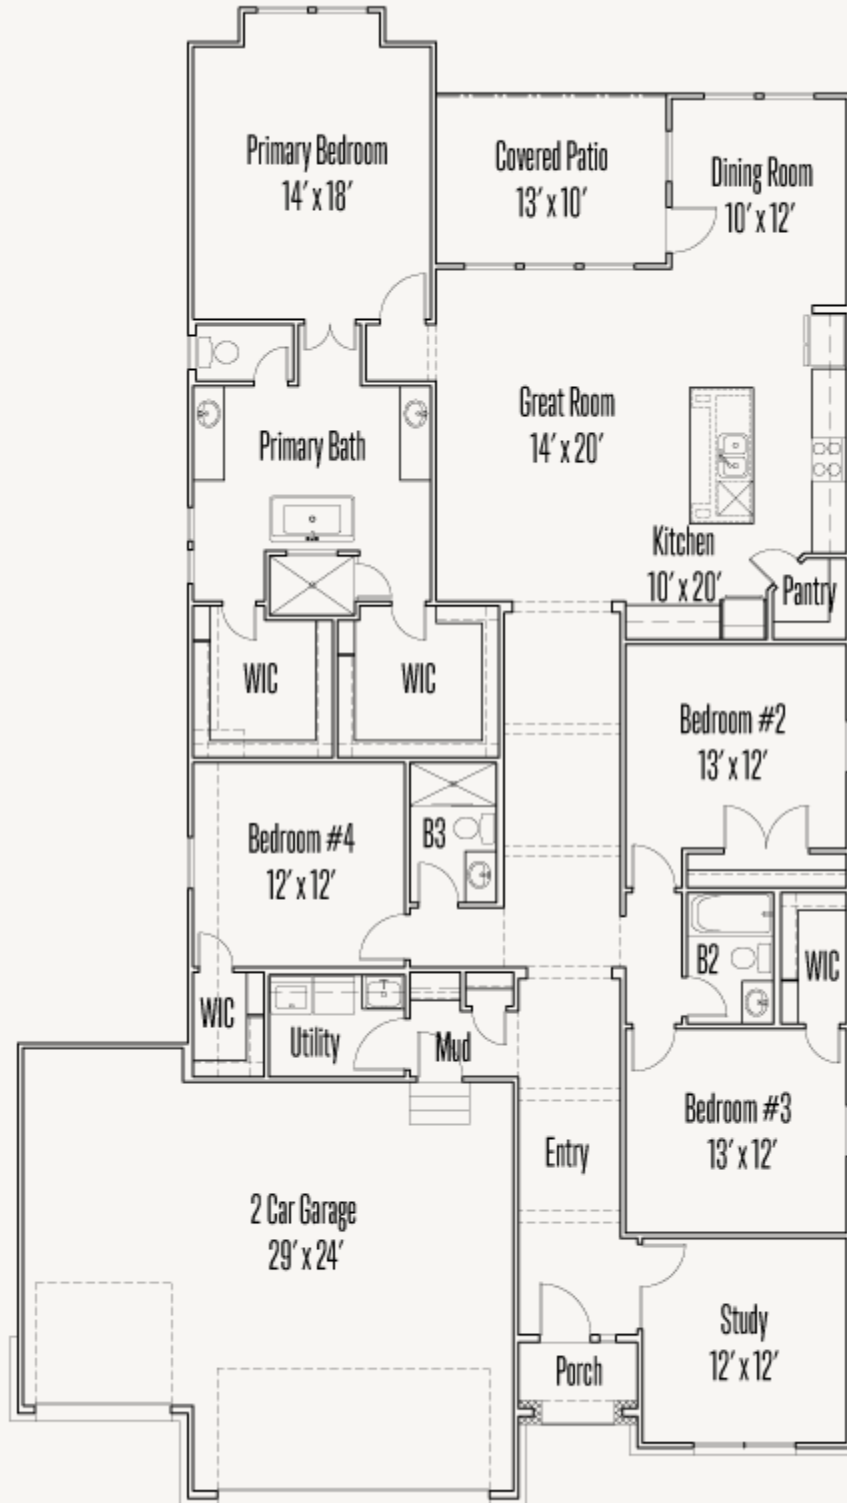 Primary Bedroom
14' x 18'
Covered Patio
13' x 10'
Dining Room
10' x 12'
Great Room
14' x 20'
Primary Bath
Kitchen
10' x 20'
Pantry
WIC
WIC
Bedroom #2
13' x 12'
Bedroom #4
12' x 12'
B3
B2
WIC
WIC
Utility
Mud
Bedroom #3
13' x 12'
Entry
2 Car Garage
29' x 24'
Study
12' x 12'
Porch